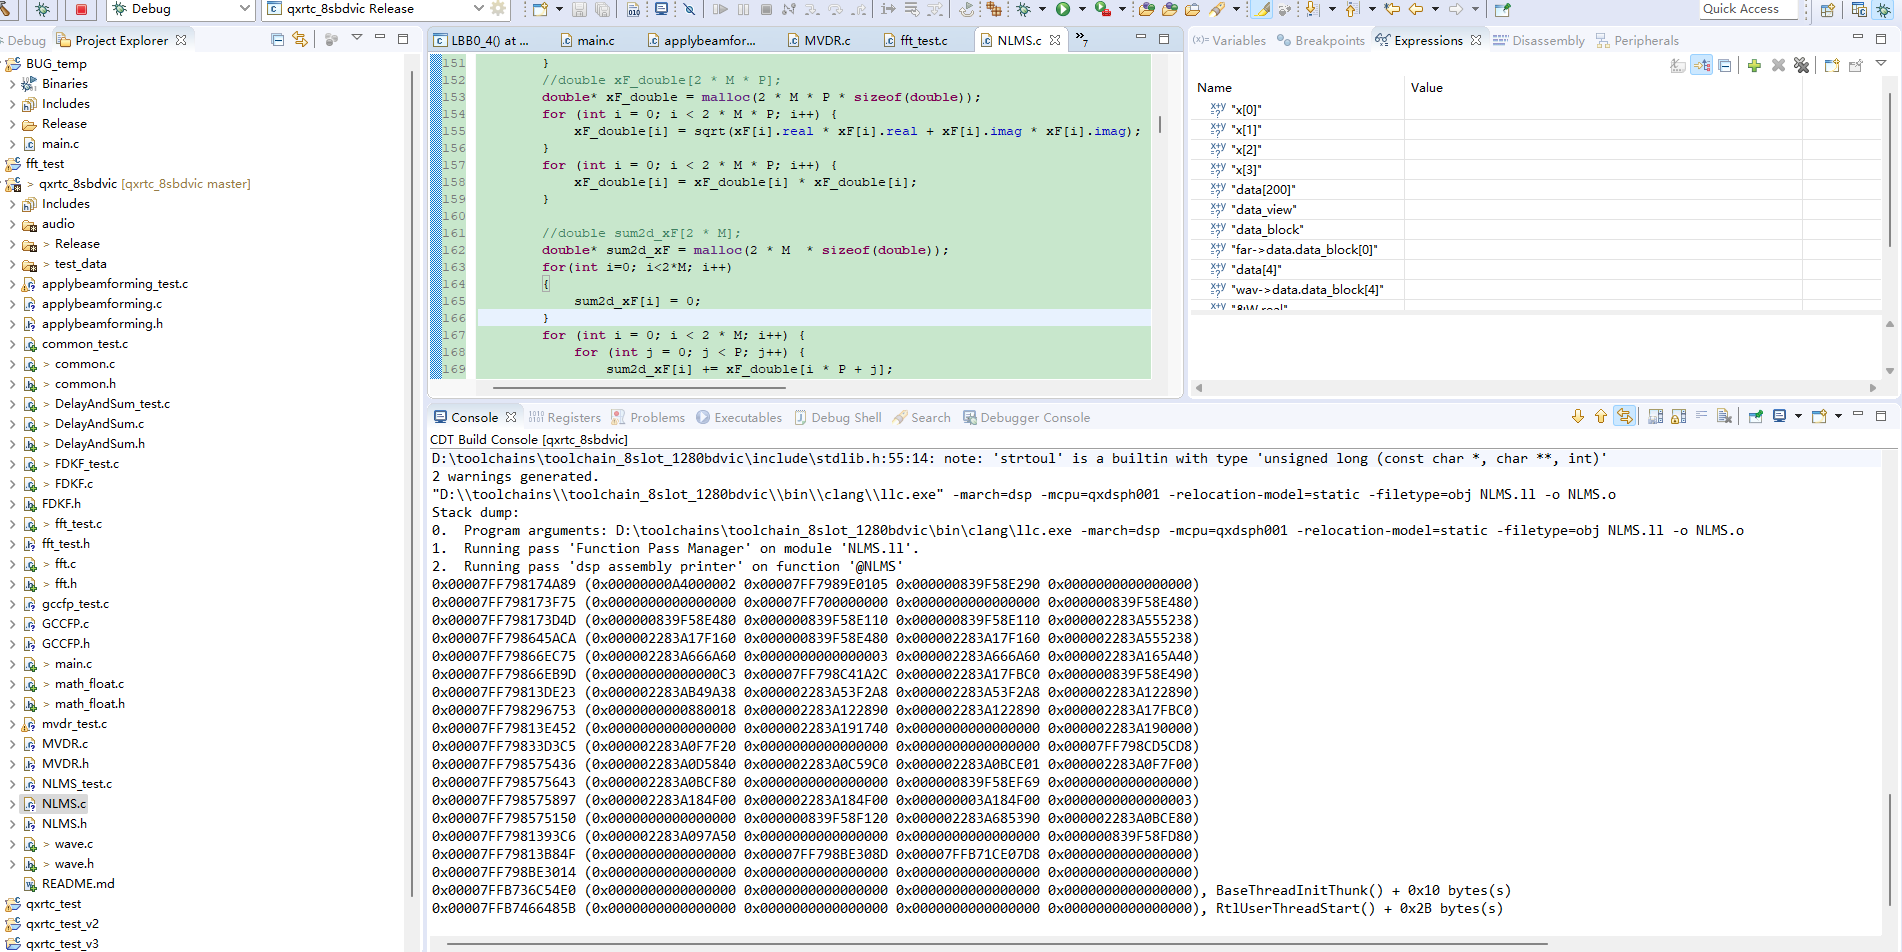 Debug
qxrtc_8sbdvic Release
Quick Access
Debug
Project Explorer
BUG_temp
Binaries
Includes
Release
main.c
fft_test
> qxrtc_8sbdvic [qxrtc_8sbdvic master]
Includes
audio
> Release
> test_data
applybeamforming_test.c
applybeamforming.c
applybeamforming.h
common_test.c
> common.c
> common.h
> DelayAndSum_test.c
> DelayAndSum.c
> DelayAndSum.h
> FDKF_test.c
> FDKF.c
FDKF.h
> fft_test.c
fft_test.h
> fft.c
> fft.h
gccfp_test.c
GCCFP.c
GCCFP.h
> main.c
> math_float.c
> math_float.h
mvdr_test.c
MVDR.c
MVDR.h
NLMS_test.c
NLMS.c
NLMS.h
> wave.c
> wave.h
README.md
qxrtc_test
qxrtc_test_v2
qxrtc_test_v3
LBB0_4() at ...
main.c
applybeamfor...
MVDR.c
fft_test.c
NLMS.c
»7
151 }
152 //double xF_double[2 * M * P];
153 double* xF_double = malloc(2 * M * P * sizeof(double));
154 for (int i = 0; i < 2 * M * P; i++) {
155 xF_double[i] = sqrt(xF[i].real * xF[i].real + xF[i].imag * xF[i].imag);
156 }
157 for (int i = 0; i < 2 * M * P; i++) {
158 xF_double[i] = xF_double[i] * xF_double[i];
159 }
160
161 //double sum2d_xF[2 * M];
162 double* sum2d_xF = malloc(2 * M  * sizeof(double));
163 for(int i=0; i<2*M; i++)
164 {
165 sum2d_xF[i] = 0;
166 }
167 for (int i = 0; i < 2 * M; i++) {
168 for (int j = 0; j < P; j++) {
169 sum2d_xF[i] += xF_double[i * P + j];
(x)= Variables
Breakpoints
Expressions
Disassembly
Peripherals
Name Value
"x[0]"
"x[1]"
"x[2]"
"x[3]"
"data[200]"
"data_view"
"data_block"
"far->data.data_block[0]"
"data[4]"
"wav->data.data_block[4]"
Console
Registers
Problems
Executables
Debug Shell
Search
Debugger Console
CDT Build Console [qxrtc_8sbdvic]
D:\toolchains\toolchain_8slot_1280bdvic\include\stdlib.h:55:14: note: 'strtoul' is a builtin with type 'unsigned long (const char *, char **, int)'
2 warnings generated.
"D:\\toolchains\\toolchain_8slot_1280bdvic\\bin\\clang\\llc.exe" -march=dsp -mcpu=qxdsph001 -relocation-model=static -filetype=obj NLMS.ll -o NLMS.o
Stack dump:
0.  Program arguments: D:\toolchains\toolchain_8slot_1280bdvic\bin\clang\llc.exe -march=dsp -mcpu=qxdsph001 -relocation-model=static -filetype=obj NLMS.ll -o NLMS.o
1.  Running pass 'Function Pass Manager' on module 'NLMS.ll'.
2.  Running pass 'dsp assembly printer' on function '@NLMS'
0x00007FF798174A89 (0x00000000A4000002 0x00007FF7989E0105 0x000000839F58E290 0x0000000000000000)
0x00007FF798173F75 (0x0000000000000000 0x00007FF700000000 0x0000000000000000 0x000000839F58E480)
0x00007FF798173D4D (0x000000839F58E480 0x000000839F58E110 0x000000839F58E110 0x000002283A555238)
0x00007FF798645ACA (0x000002283A17F160 0x000000839F58E480 0x000002283A17F160 0x000002283A555238)
0x00007FF79866EC75 (0x000002283A666A60 0x0000000000000003 0x000002283A666A60 0x000002283A165A40)
0x00007FF79866EB9D (0x00000000000000C3 0x00007FF798C41A2C 0x000002283A17FBC0 0x000000839F58E490)
0x00007FF79813DE23 (0x000002283AB49A38 0x000002283A53F2A8 0x000002283A53F2A8 0x000002283A122890)
0x00007FF798296753 (0x0000000000880018 0x000002283A122890 0x000002283A122890 0x000002283A17FBC0)
0x00007FF79813E452 (0x0000000000000000 0x000002283A191740 0x0000000000000000 0x000002283A190000)
0x00007FF79833D3C5 (0x000002283A0F7F20 0x0000000000000000 0x0000000000000000 0x00007FF798CD5CD8)
0x00007FF798575436 (0x000002283A0D5840 0x000002283A0C59C0 0x000002283A0BCE01 0x000002283A0F7F00)
0x00007FF798575643 (0x000002283A0BCF80 0x0000000000000000 0x000000839F58EF69 0x0000000000000000)
0x00007FF798575897 (0x000002283A184F00 0x000002283A184F00 0x000000003A184F00 0x0000000000000003)
0x00007FF798575150 (0x0000000000000000 0x000000839F58F120 0x000002283A685390 0x000002283A0BCE80)
0x00007FF7981393C6 (0x000002283A097A50 0x0000000000000000 0x0000000000000000 0x000000839F58FD80)
0x00007FF79813B84F (0x0000000000000000 0x00007FF798BE308D 0x00007FFB71CE07D8 0x0000000000000000)
0x00007FF798BE3014 (0x0000000000000000 0x0000000000000000 0x0000000000000000 0x0000000000000000)
0x00007FFB736C54E0 (0x0000000000000000 0x0000000000000000 0x0000000000000000 0x0000000000000000), BaseThreadInitThunk() + 0x10 bytes(s)
0x00007FFB7466485B (0x0000000000000000 0x0000000000000000 0x0000000000000000 0x0000000000000000), RtlUserThreadStart() + 0x2B bytes(s)